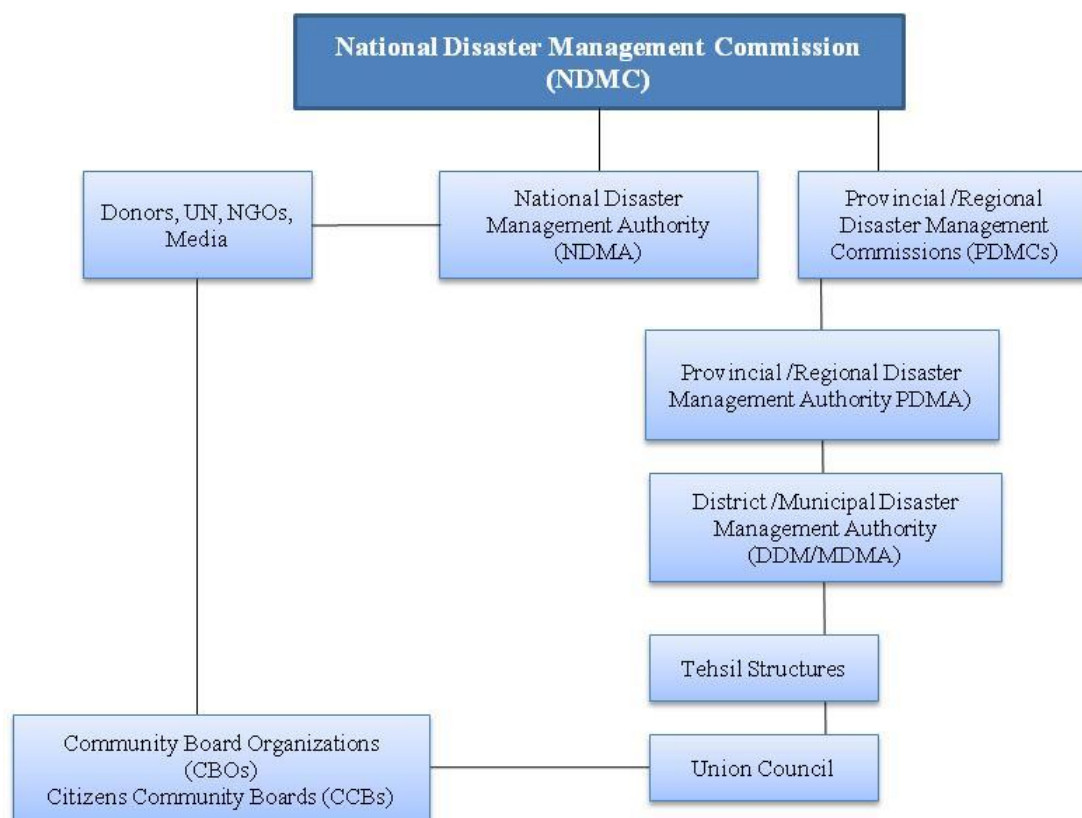 National Disaster Management Commission
(NDMC)
Donors, UN, NGOs,
Media
National Disaster
Management Authority
(NDMA)
Provincial /Regional
Disaster Management
Commissions (PDMCs)
Provincial /Regional Disaster
Management Authority PDMA)
District /Municipal Disaster
Management Authority
(DDM/MDMA)
Tehsil Structures
Community Board Organizations
(CBOs)
Citizens Community Boards (CCBs)
Union Council